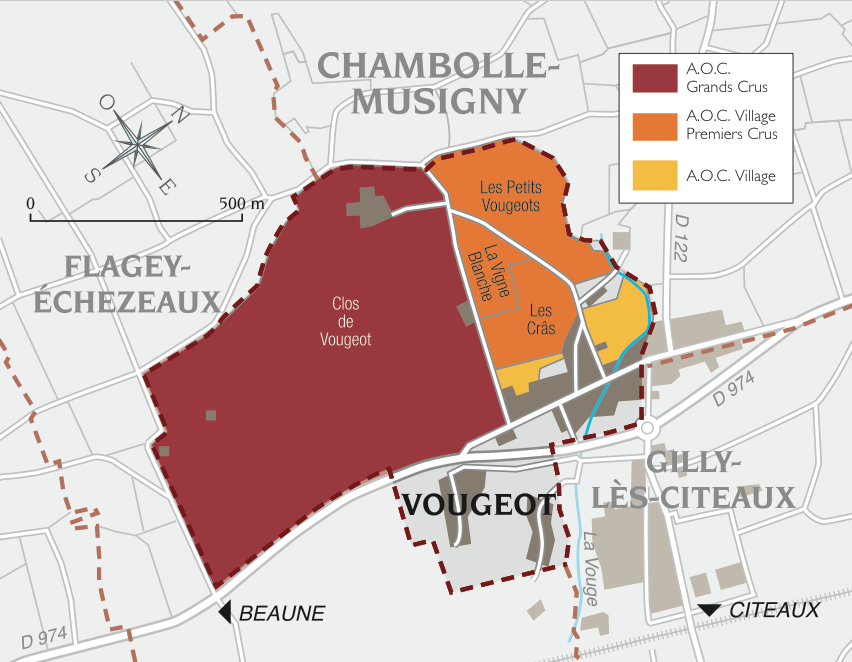 CHAMBOLLE-
MUSIGNY
A.O.C.
Grands Crus
A.O.C. Village
Premiers Crus
A.O.C. Village
O
N
S
E
0
500 m
Les Petits
Vougeots
D 122
FLAGEY-
ÉCHEZEAUX
La Vigne
Blanche
Clos
de
Vougeot
Les
Crâs
D 974
GILLY-
LÈS-CITEAUX
VOUGEOT
La Vouge
BEAUNE
CITEAUX
D 974